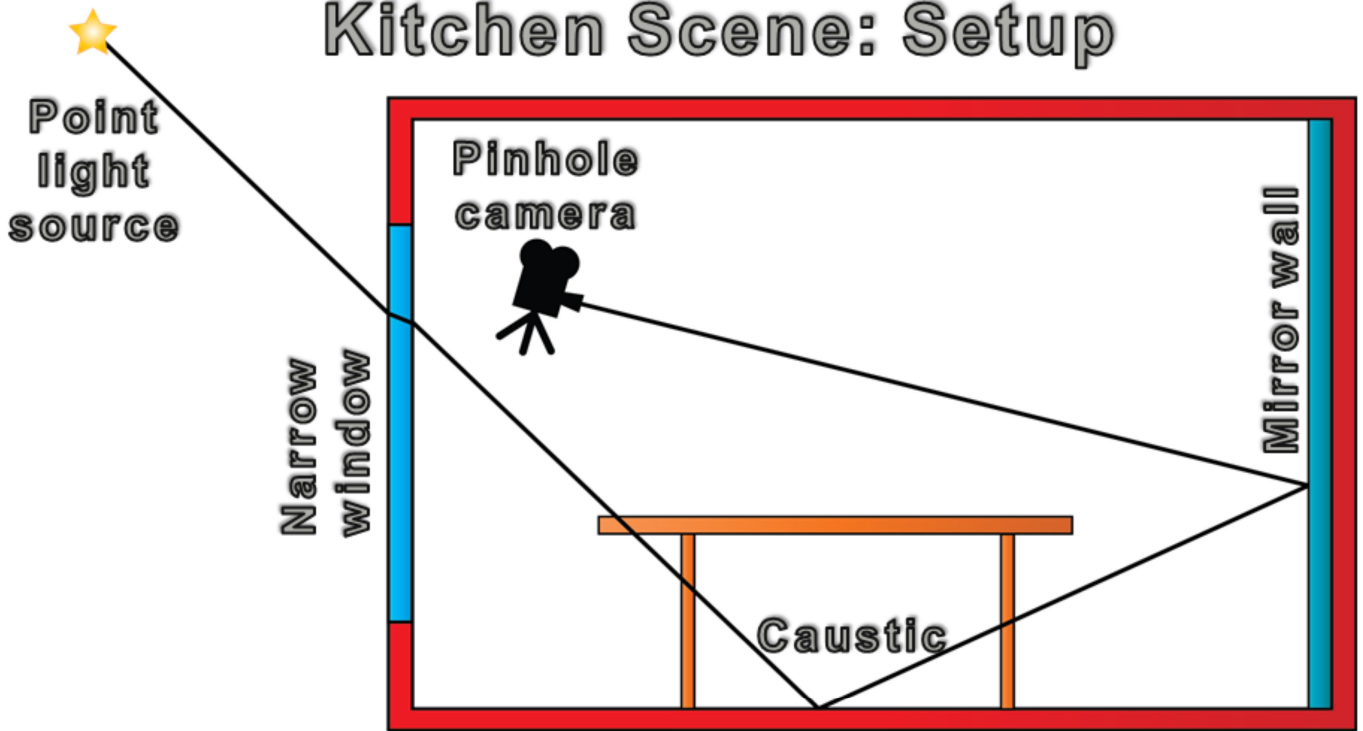 Kitchen Scene: Setup
Point
light
source
Pinhole
camera
Narrow
window
Mirror wall
Caustic